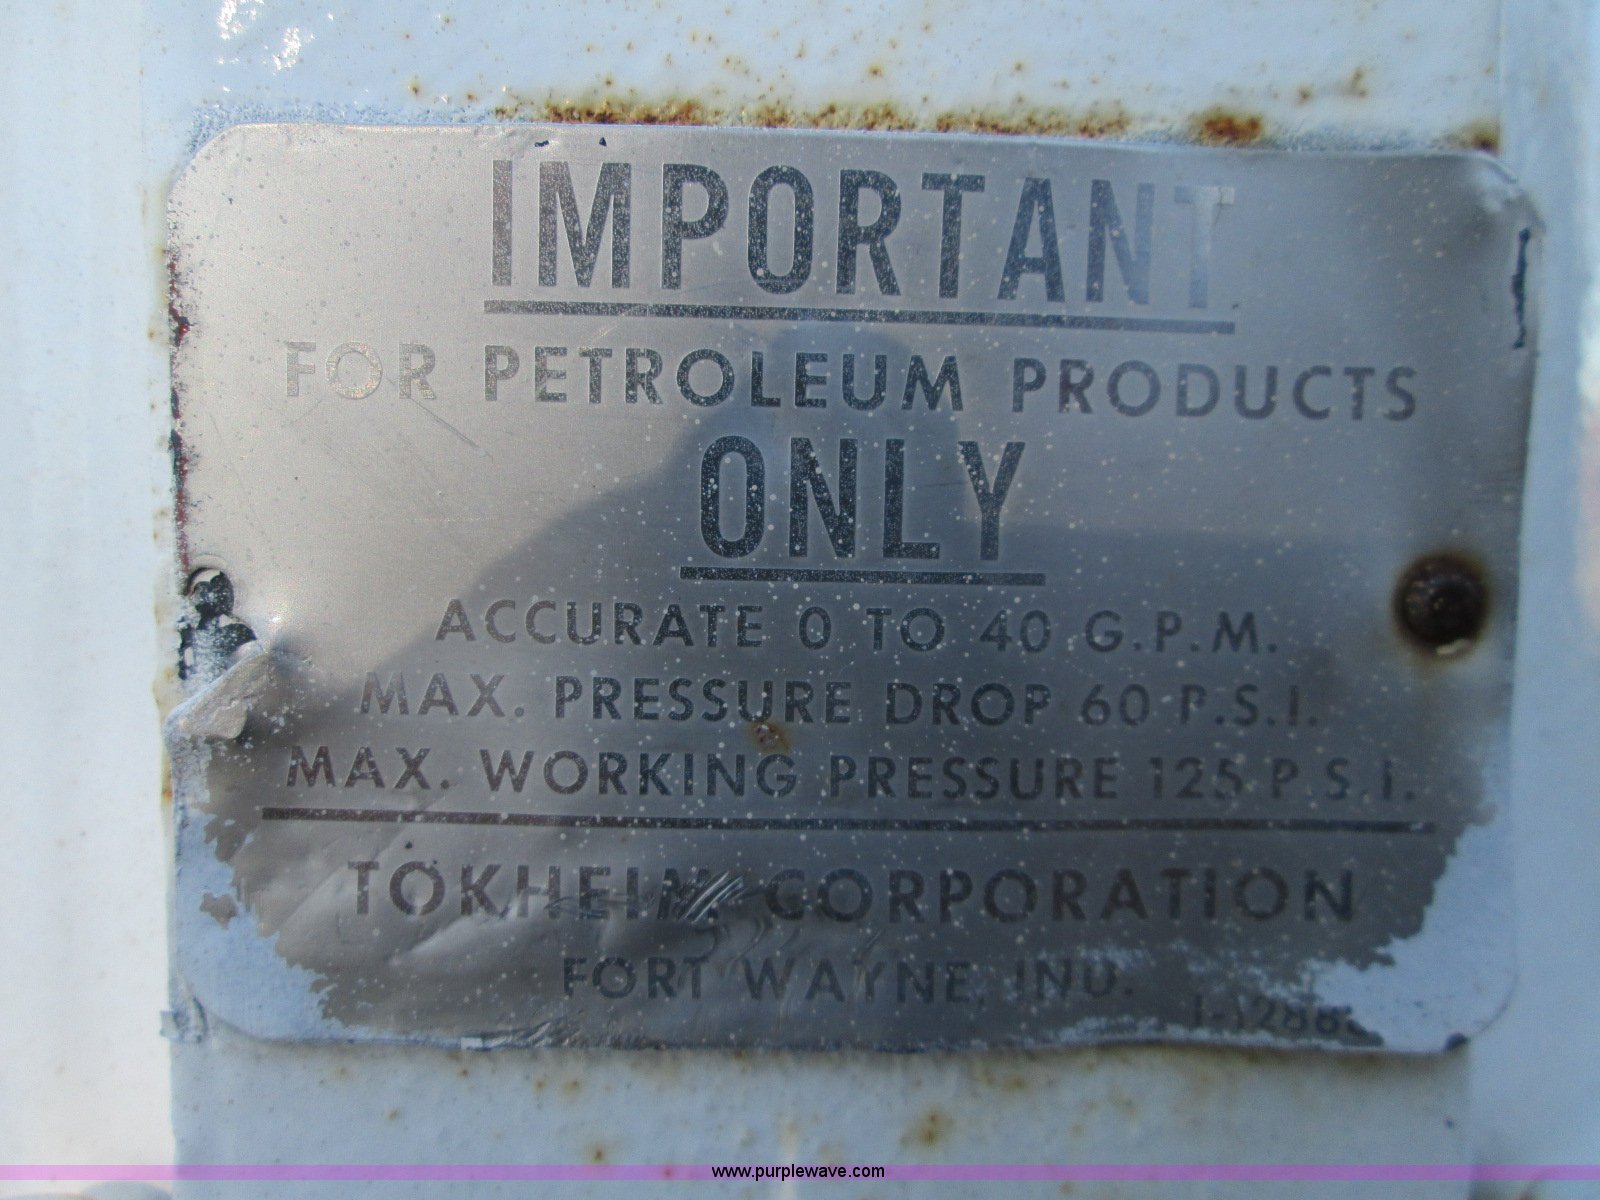 IMPORTANT
FOR PETROLEUM PRODUCTS
ONLY
ACCURATE 0 TO 40 G.P.M.
MAX. PRESSURE DROP 60 P.S.I.
MAX. WORKING PRESSURE 125 P.S.I.
TOKHEIM CORPORATION
FORT WAYNE, IND.
www.purplewave.com